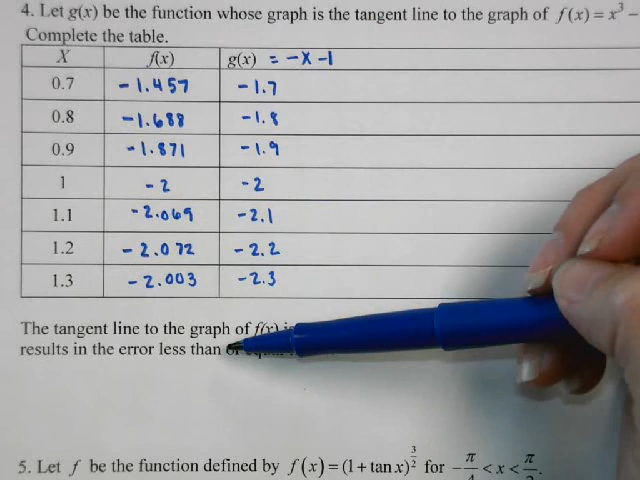 4. Let g(x) be the function whose graph is the tangent line to the graph of f(x) = x³ −
Complete the table.
X f(x) g(x) = -x -1
0.7 -1.457 -1.7
0.8 -1.688 -1.8
0.9 -1.871 -1.9
1 -2 -2
1.1 -2.069 -2.1
1.2 -2.072 -2.2
1.3 -2.003 -2.3
The tangent line to the graph of f(x)
results in the error less than or
5. Let f be the function defined by f(x) = (1 + tan x)^(3/2) for −π/4 < x < π/2.